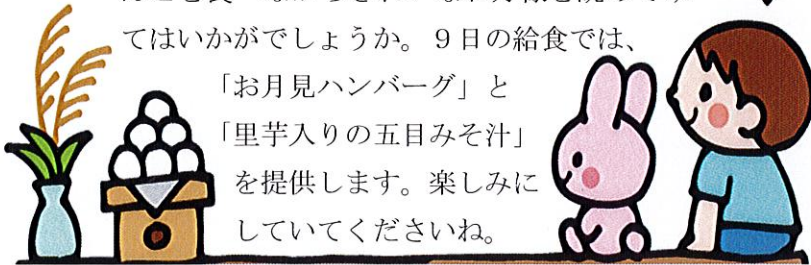 てはいかがでしょうか。9日の給食では、
「お月見ハンバーグ」と
「里芋入りの五目みそ汁」
を提供します。楽しみに
していてくださいね。